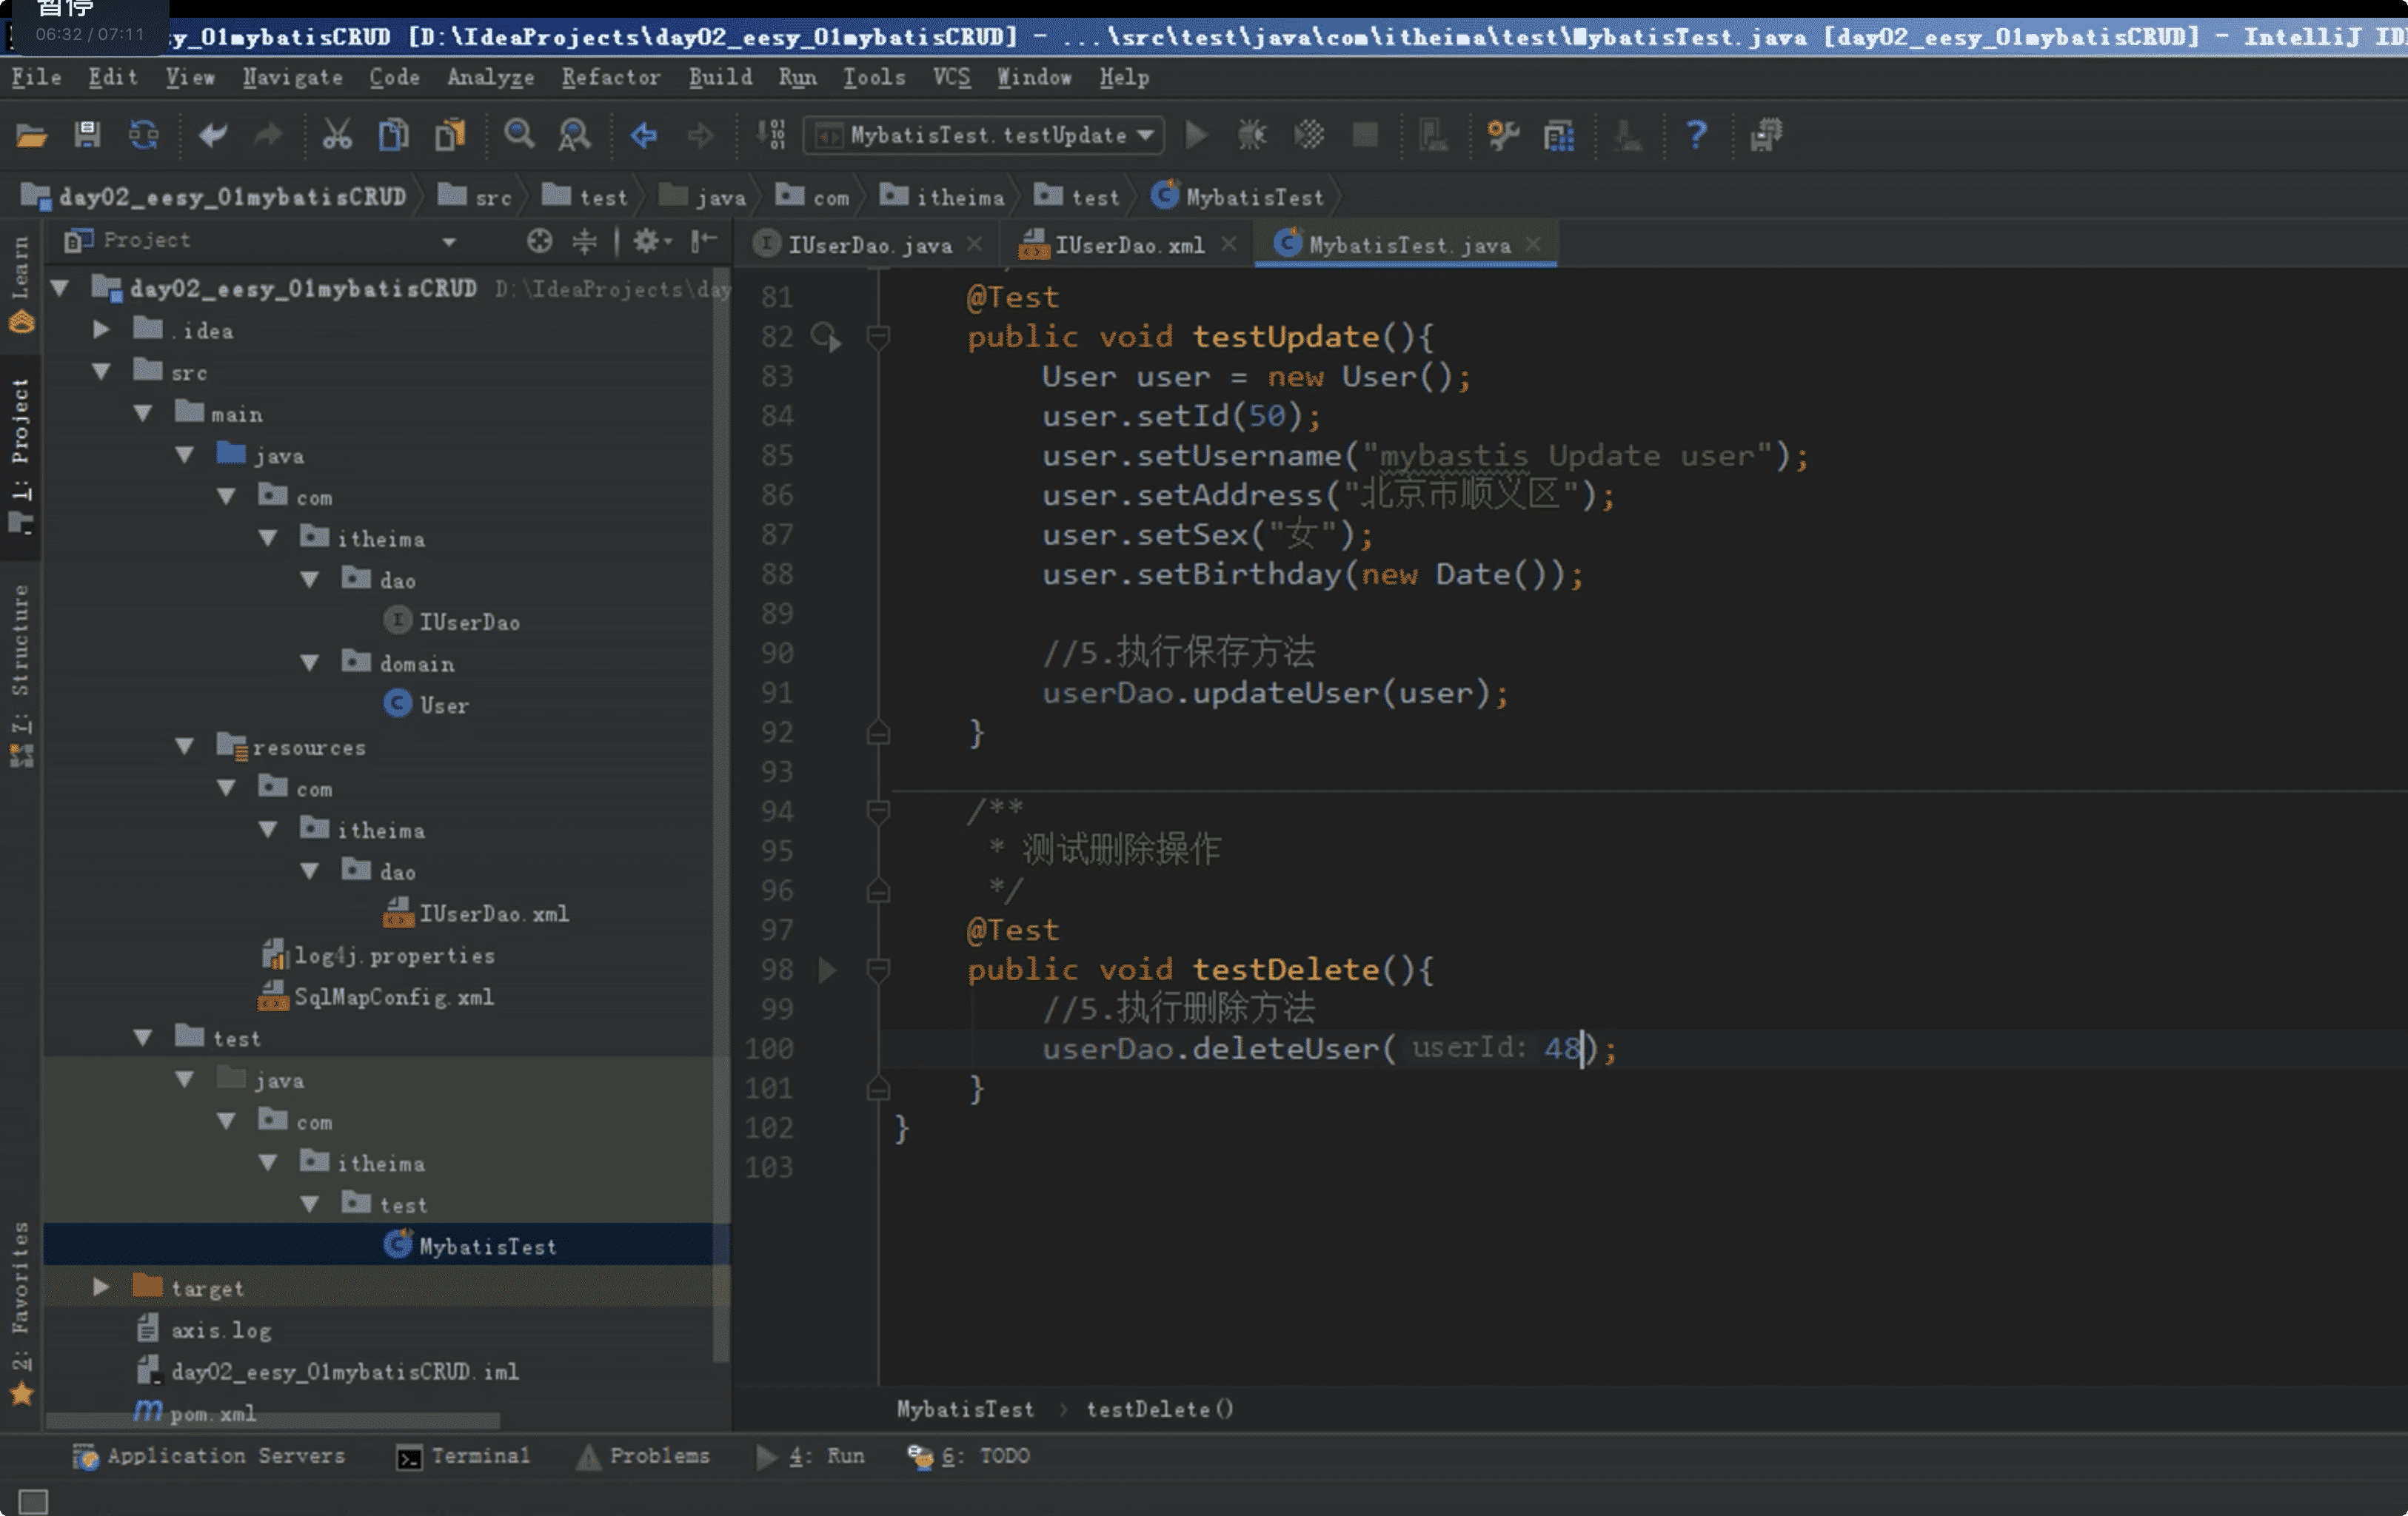 暂停
06:32 / 07:11
sy_01mybatisCRUD [D:\IdeaProjects\day02_eesy_01mybatisCRUD] - ...\src\test\java\com\itheima\test\MybatisTest.java [day02_eesy_01mybatisCRUD] - IntelliJ IDE
File Edit View Navigate Code Analyze Refactor Build Run Tools VCS Window Help
MybatisTest.testUpdate
day02_eesy_01mybatisCRUD src test java com itheima test MybatisTest
Project
IUserDao.java IUserDao.xml MybatisTest.java
Learn
1: Project
7: Structure
2: Favorites
day02_eesy_01mybatisCRUD D:\IdeaProjects\day
.idea
src
main
java
com
itheima
dao
IUserDao
domain
User
resources
com
itheima
dao
IUserDao.xml
log4j.properties
SqlMapConfig.xml
test
java
com
itheima
test
MybatisTest
target
axis.log
day02_eesy_01mybatisCRUD.iml
pom.xml
81 @Test
82 public void testUpdate(){
83 User user = new User();
84 user.setId(50);
85 user.setUsername("mybastis Update user");
86 user.setAddress("北京市顺义区");
87 user.setSex("女");
88 user.setBirthday(new Date());
89
90 //5.执行保存方法
91 userDao.updateUser(user);
92 }
93
94 /**
95 * 测试删除操作
96 */
97 @Test
98 public void testDelete(){
99 //5.执行删除方法
100 userDao.deleteUser( userId: 48);
101 }
102 }
103
MybatisTest > testDelete()
Application Servers Terminal Problems 4: Run 6: TODO